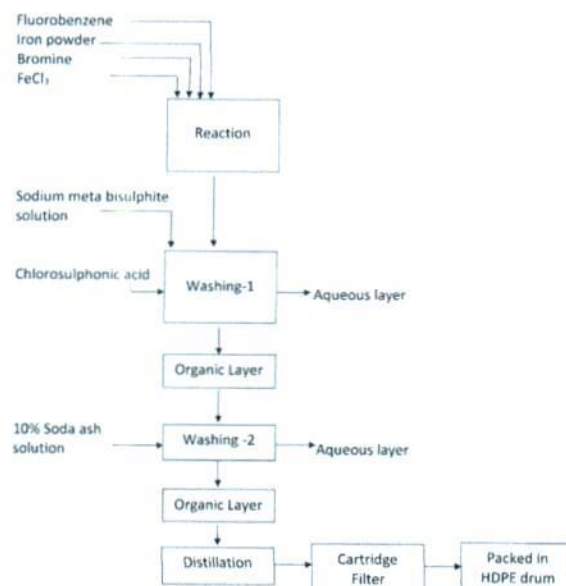 Fluorobenzene
Iron powder
Bromine
FeCl₃
Reaction
Sodium meta bisulphite
solution
Chlorosulphonic acid
Washing-1
Aqueous layer
Organic Layer
10% Soda ash
solution
Washing -2
Aqueous layer
Organic Layer
Distillation
Cartridge
Filter
Packed in
HDPE drum